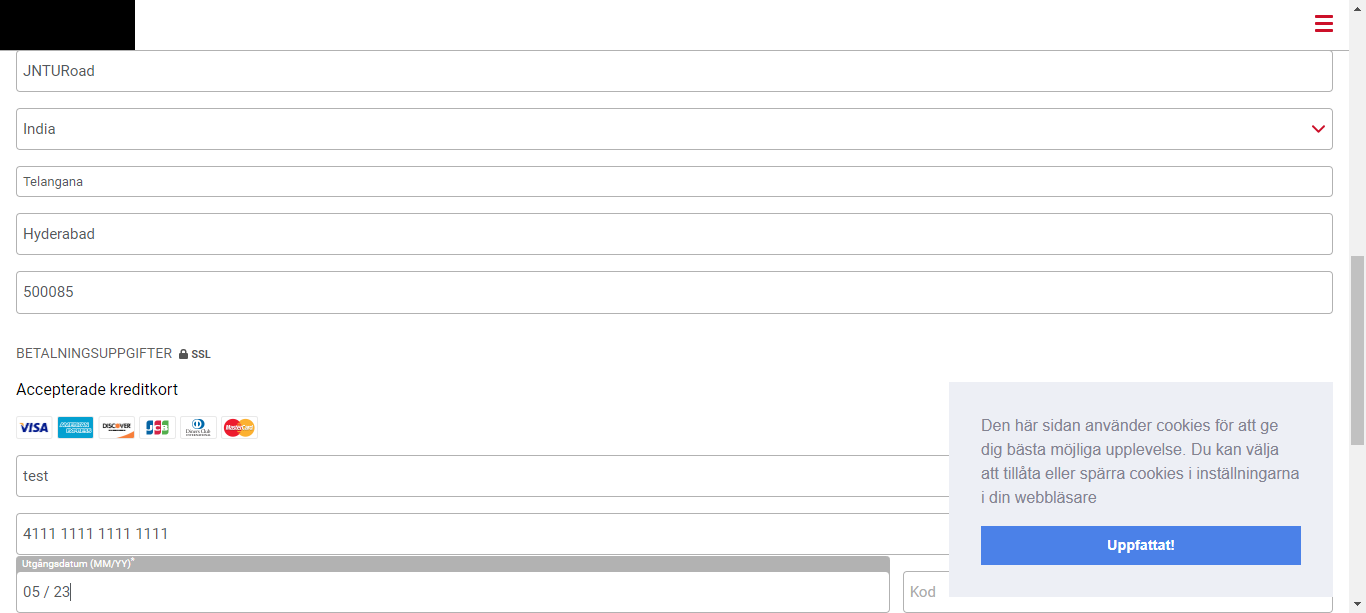 JNTURoad
India
Telangana
Hyderabad
500085
BETALNINGSUPPGIFTER SSL
Accepterade kreditkort
VISA AMERICAN EXPRESS DISCOVER JCB Diners Club INTERNATIONAL MasterCard
test
4111 1111 1111 1111
Utgångsdatum (MM/YY)*
05 / 23
Kod
Den här sidan använder cookies för att ge
dig bästa möjliga upplevelse. Du kan välja
att tillåta eller spärra cookies i inställningarna
i din webbläsare
Uppfattat!